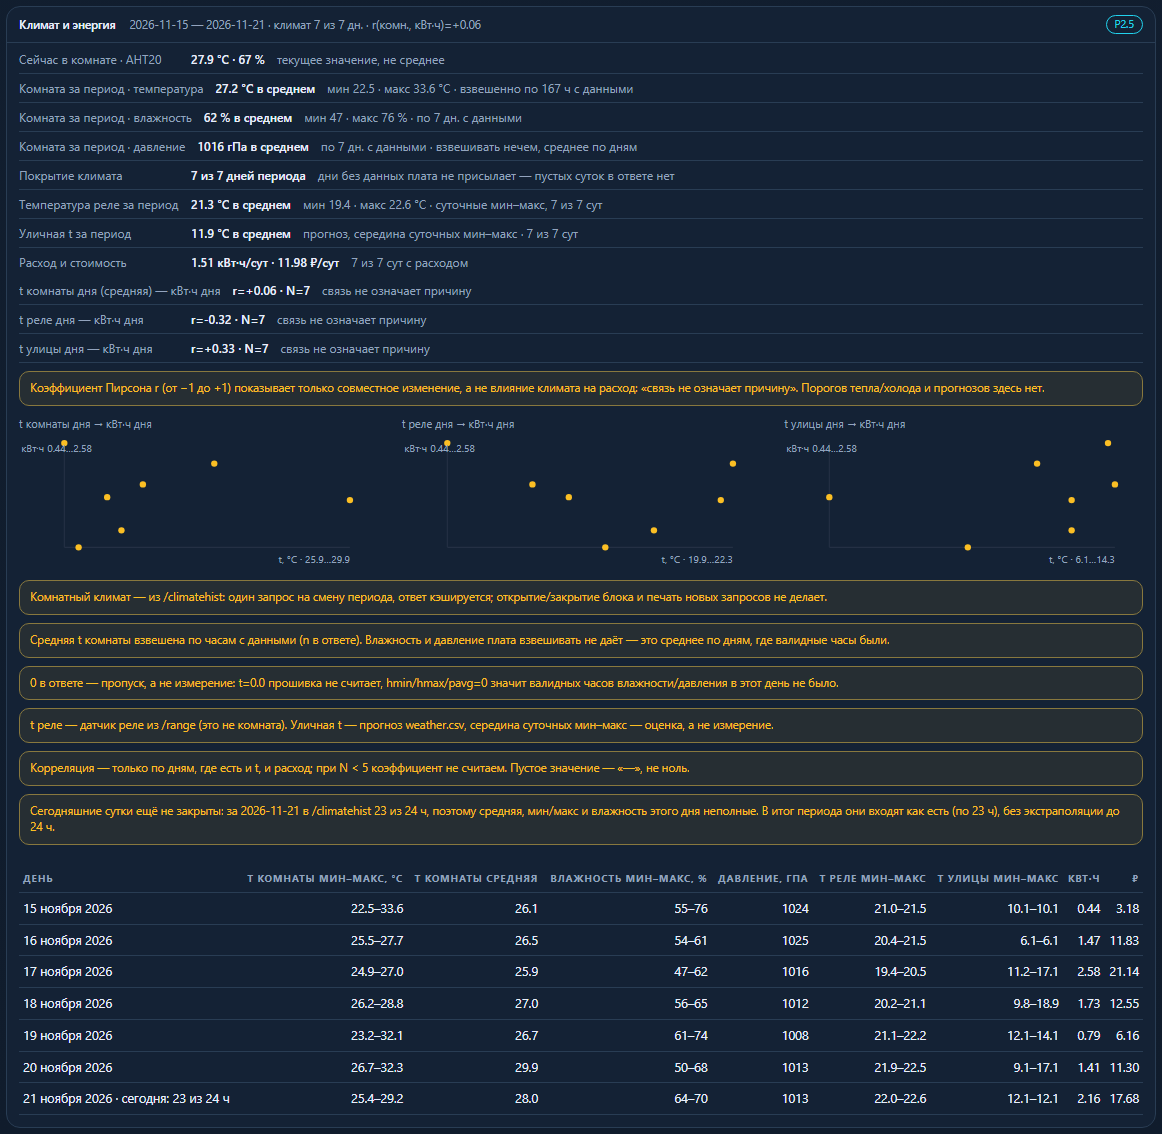 Климат и энергия 2026-11-15 — 2026-11-21 · климат 7 из 7 дн. · r(комн., кВт·ч)=+0.06 P2.5
Сейчас в комнате · AHT20 27.9 °C · 67 % текущее значение, не среднее
Комната за период · температура 27.2 °C в среднем мин 22.5 · макс 33.6 °C · взвешенно по 167 ч с данными
Комната за период · влажность 62 % в среднем мин 47 · макс 76 % · по 7 дн. с данными
Комната за период · давление 1016 гПа в среднем по 7 дн. с данными · взвешивать нечем, среднее по дням
Покрытие климата 7 из 7 дней периода дни без данных плата не присылает — пустых суток в ответе нет
Температура реле за период 21.3 °C в среднем мин 19.4 · макс 22.6 °C · суточные мин–макс, 7 из 7 сут
Уличная t за период 11.9 °C в среднем прогноз, середина суточных мин–макс · 7 из 7 сут
Расход и стоимость 1.51 кВт·ч/сут · 11.98 ₽/сут 7 из 7 сут с расходом
t комнаты дня (средняя) — кВт·ч дня r=+0.06 · N=7 связь не означает причину
t реле дня — кВт·ч дня r=-0.32 · N=7 связь не означает причину
t улицы дня — кВт·ч дня r=+0.33 · N=7 связь не означает причину
Коэффициент Пирсона r (от −1 до +1) показывает только совместное изменение, а не влияние климата на расход: «связь не означает причину». Порогов тепла/холода и прогнозов здесь нет.
t комнаты дня → кВт·ч дня t реле дня → кВт·ч дня t улицы дня → кВт·ч дня
кВт·ч 0.44…2.58 кВт·ч 0.44…2.58 кВт·ч 0.44…2.58
t, °C · 25.9…29.9 t, °C · 19.9…22.3 t, °C · 6.1…14.3
Комнатный климат — из /climatehist: один запрос на смену периода, ответ кэшируется; открытие/закрытие блока и печать новых запросов не делает.
Средняя t комнаты взвешена по часам с данными (n в ответе). Влажность и давление плата взвешивать не даёт — это среднее по дням, где валидные часы были.
0 в ответе — пропуск, а не измерение: t=0.0 прошивка не считает, hmin/hmax/pavg=0 значит валидных часов влажности/давления в этот день не было.
t реле — датчик реле из /range (это не комната). Уличная t — прогноз weather.csv, середина суточных мин–макс — оценка, а не измерение.
Корреляция — только по дням, где есть и t, и расход; при N < 5 коэффициент не считаем. Пустое значение — «—», не ноль.
Сегодняшние сутки ещё не закрыты: за 2026-11-21 в /climatehist 23 из 24 ч, поэтому средняя, мин/макс и влажность этого дня неполные. В итог периода они входят как есть (по 23 ч), без экстраполяции до
24 ч.
ДЕНЬ T КОМНАТЫ МИН–МАКС, °C T КОМНАТЫ СРЕДНЯЯ ВЛАЖНОСТЬ МИН–МАКС, % ДАВЛЕНИЕ, ГПА T РЕЛЕ МИН–МАКС T УЛИЦЫ МИН–МАКС КВТ·Ч ₽
15 ноября 2026 22.5–33.6 26.1 55–76 1024 21.0–21.5 10.1–10.1 0.44 3.18
16 ноября 2026 25.5–27.7 26.5 54–61 1025 20.4–21.5 6.1–6.1 1.47 11.83
17 ноября 2026 24.9–27.0 25.9 47–62 1016 19.4–20.5 11.2–17.1 2.58 21.14
18 ноября 2026 26.2–28.8 27.0 56–65 1012 20.2–21.1 9.8–18.9 1.73 12.55
19 ноября 2026 23.2–32.1 26.7 61–74 1008 21.1–22.2 12.1–14.1 0.79 6.16
20 ноября 2026 26.7–32.3 29.9 50–68 1013 21.9–22.5 9.1–17.1 1.41 11.30
21 ноября 2026 · сегодня: 23 из 24 ч 25.4–29.2 28.0 64–70 1013 22.0–22.6 12.1–12.1 2.16 17.68